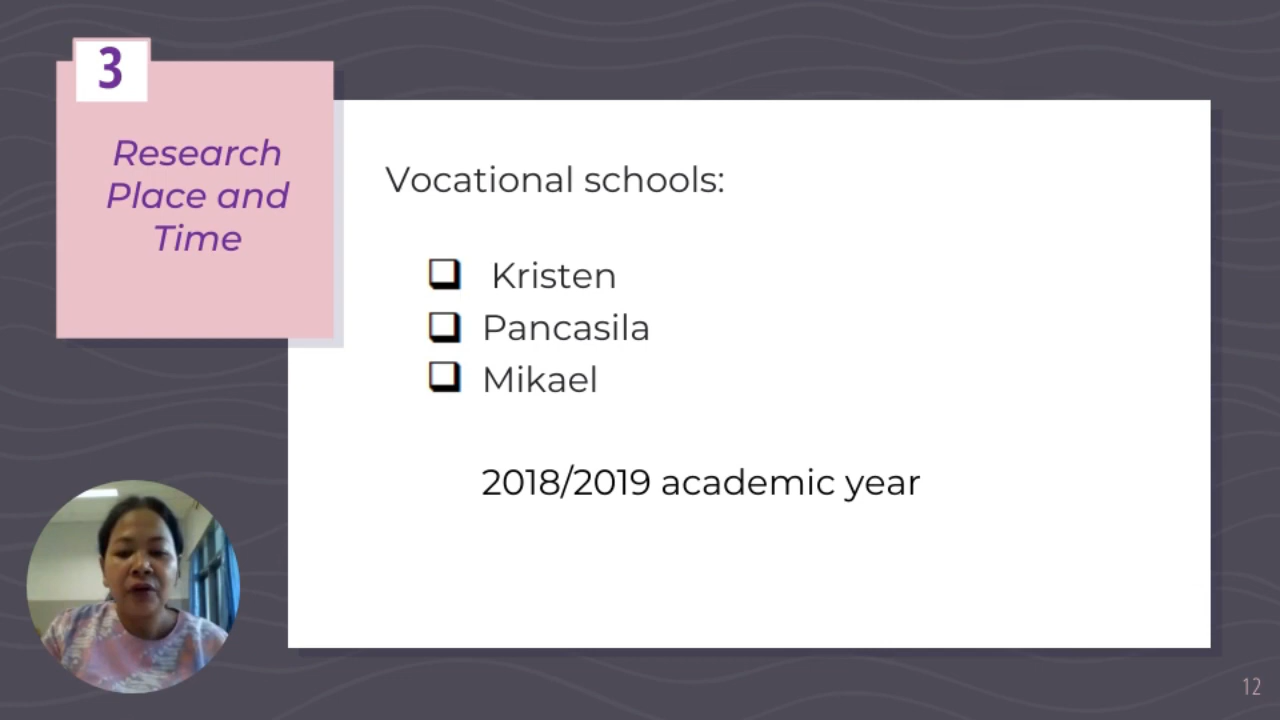 3
Research
Place and
Time
Vocational schools:
Kristen
Pancasila
Mikael
2018/2019 academic year
12